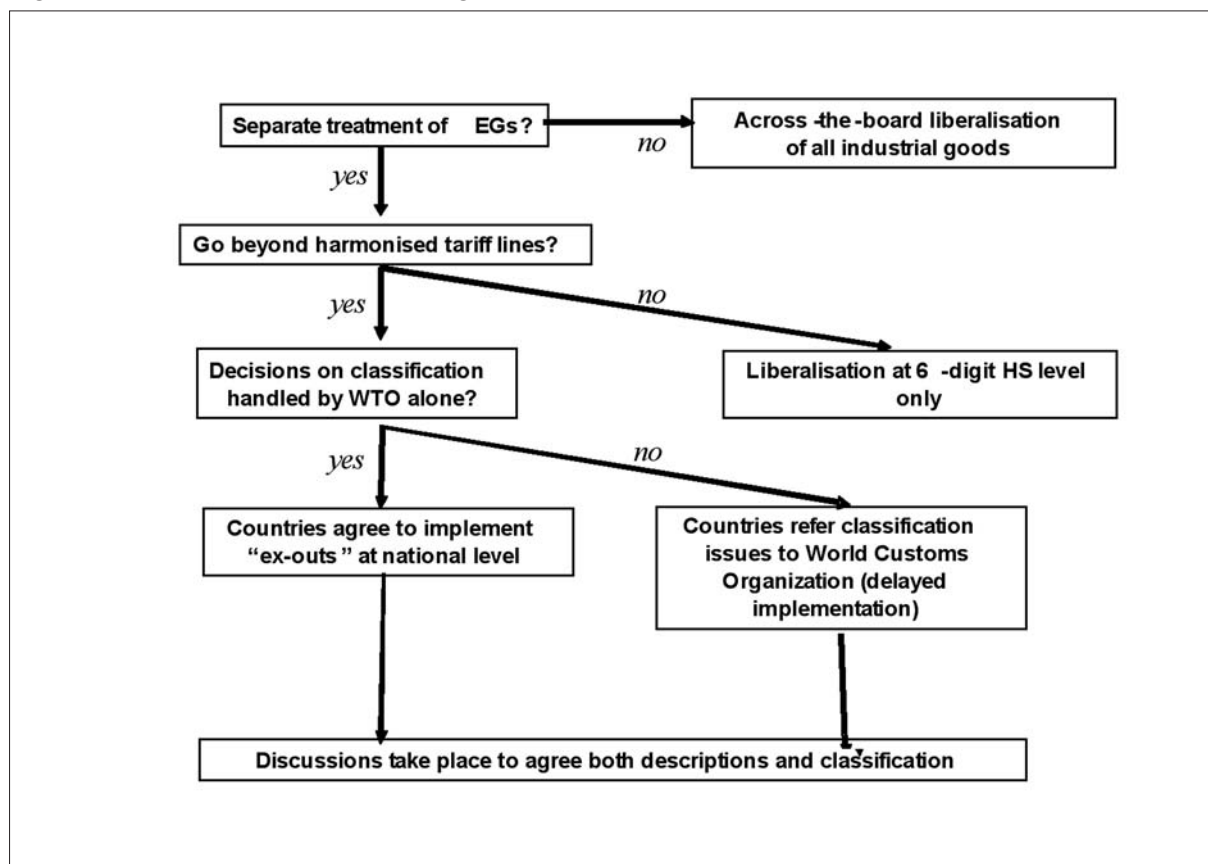 Separate treatment of EGs?
Across -the -board liberalisation
of all industrial goods
no
yes
Go beyond harmonised tariff lines?
yes
no
Decisions on classification
handled by WTO alone?
Liberalisation at 6 -digit HS level
only
yes
no
Countries agree to implement
“ex-outs” at national level
Countries refer classification
issues to World Customs
Organization (delayed
implementation)
Discussions take place to agree both descriptions and classification